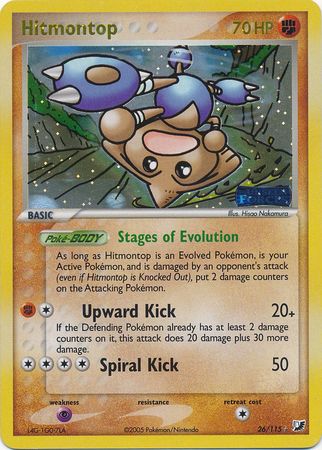 Hitmontop 70 HP
Illus. Hisao Nakamura
BASIC
Poké-BODY Stages of Evolution
As long as Hitmontop is an Evolved Pokémon, is your
Active Pokémon, and is damaged by an opponent's attack
(even if Hitmontop is Knocked Out), put 2 damage counters
on the Attacking Pokémon.
Upward Kick 20+
If the Defending Pokémon already has at least 2 damage
counters on it, this attack does 20 damage plus 30 more
damage.
Spiral Kick 50
weakness resistance retreat cost
L4G-1G0-7LA ©2005 Pokémon/Nintendo 26/115